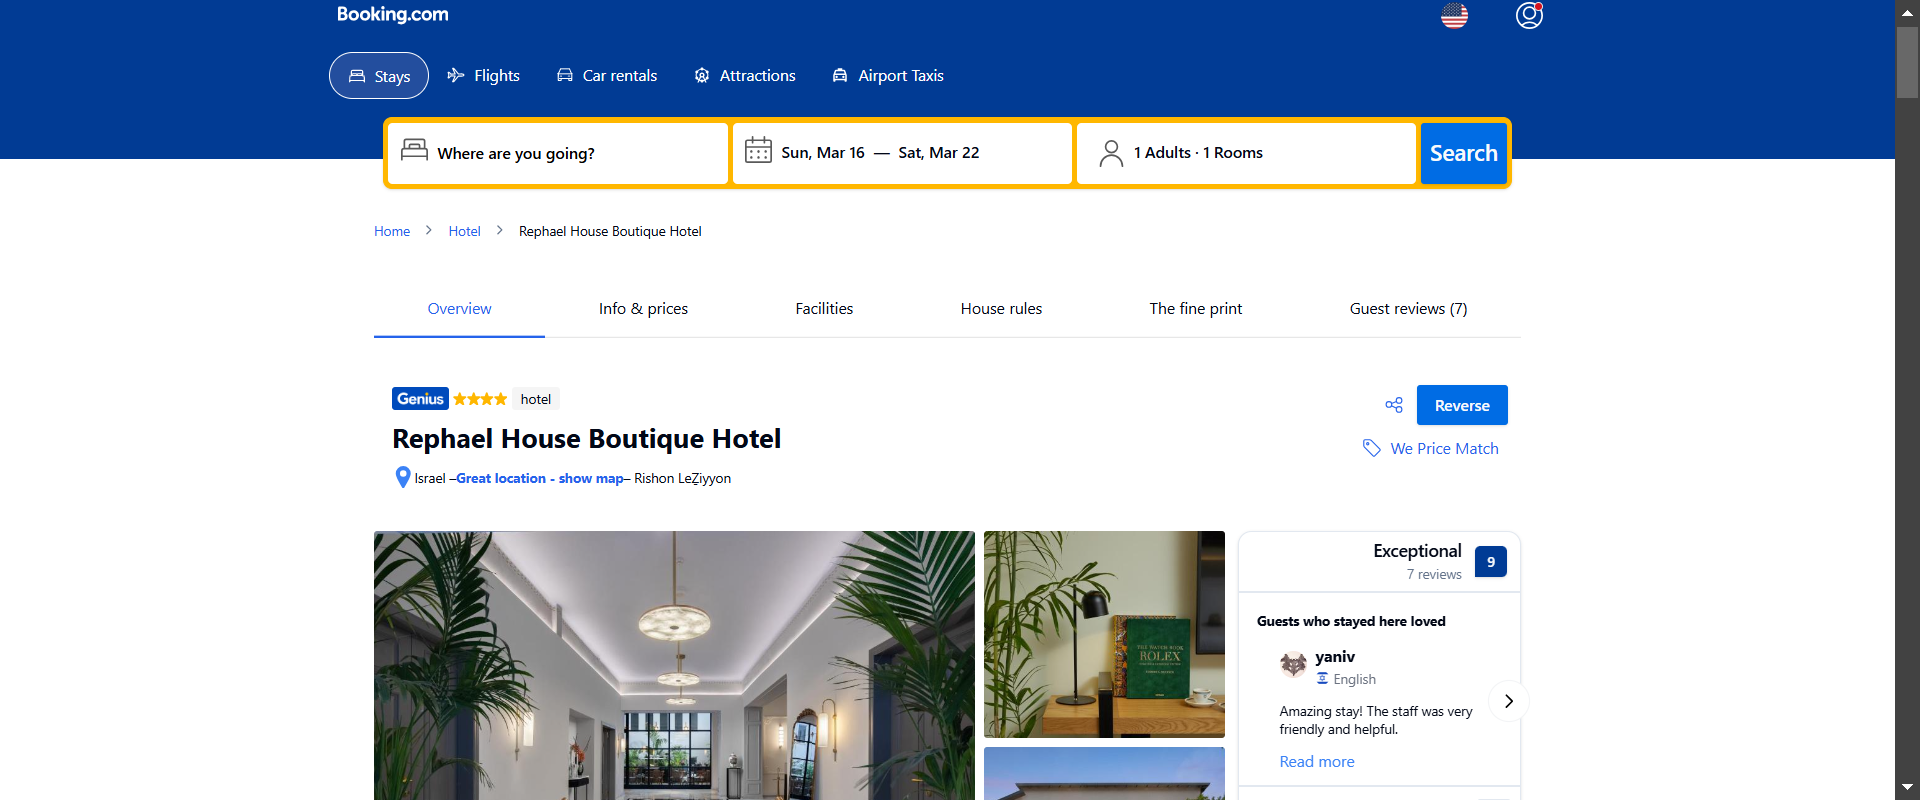 Booking.com
Stays
Flights
Car rentals
Attractions
Airport Taxis
Where are you going?
Sun, Mar 16 — Sat, Mar 22
1 Adults · 1 Rooms
Search
Home
Hotel
Rephael House Boutique Hotel
Overview
Info & prices
Facilities
House rules
The fine print
Guest reviews (7)
Genius
hotel
Reverse
Rephael House Boutique Hotel
We Price Match
Israel –Great location - show map– Rishon LeẔiyyon
Exceptional
7 reviews
9
Guests who stayed here loved
yaniv
English
Amazing stay! The staff was very
friendly and helpful.
Read more
THE WATCH BOOK
ROLEX